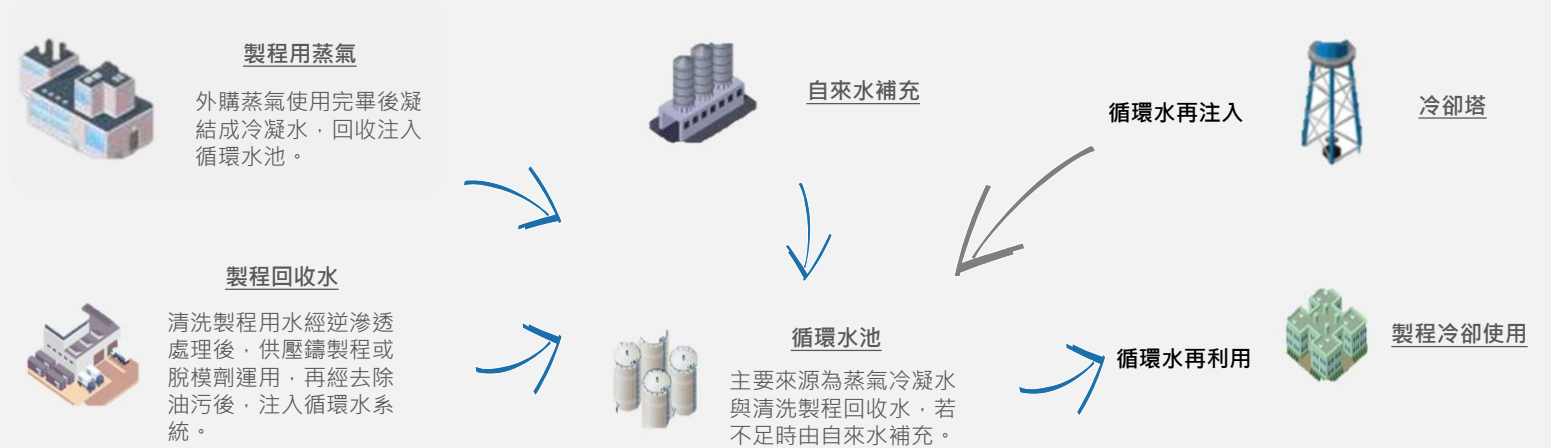 製程用蒸氣
外購蒸氣使用完畢後凝
結成冷凝水，回收注入
循環水池。
自來水補充
循環水再注入
冷卻塔
製程回收水
清洗製程用水經逆滲透
處理後，供壓鑄製程或
脫模劑運用，再經去除
油污後，注入循環水系
統。
循環水池
主要來源為蒸氣冷凝水
與清洗製程回收水，若
不足時由自來水補充。
循環水再利用
製程冷卻使用